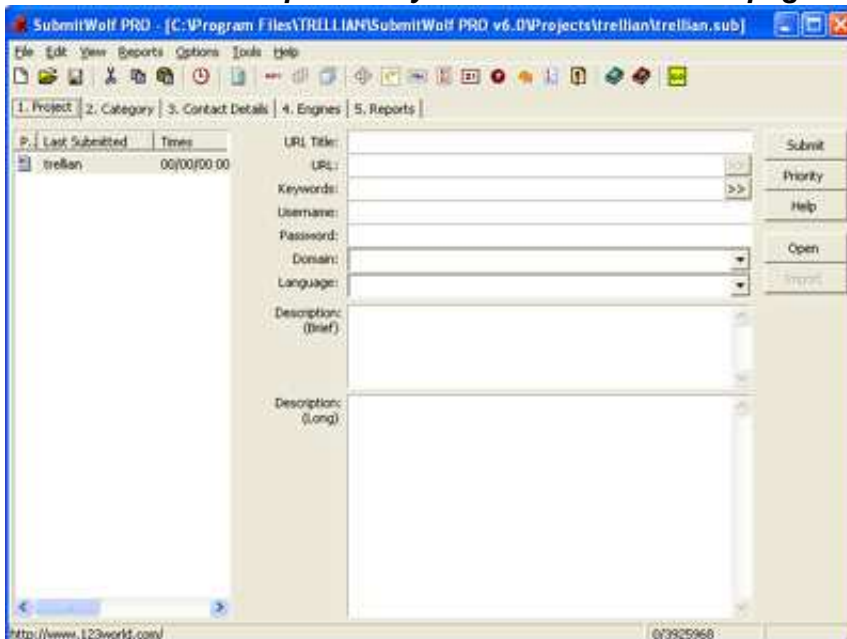 SubmitWolf PRO - [C:\Program Files\TRELLIAN\SubmitWolf PRO v6.0\Projects\trellian\trellian.sub]
File Edit View Reports Options Tools Help
1. Project 2. Category 3. Contact Details 4. Engines 5. Reports
P. Last Submitted Times
trellian 00/00/00 00
URL Title:
URL: >>
Keywords: >>
Username:
Password:
Domain:
Language:
Description:
(Brief)
Description:
(Long)
Submit
Priority
Help
Open
Import
http://www.123world.com/ 0/3925968